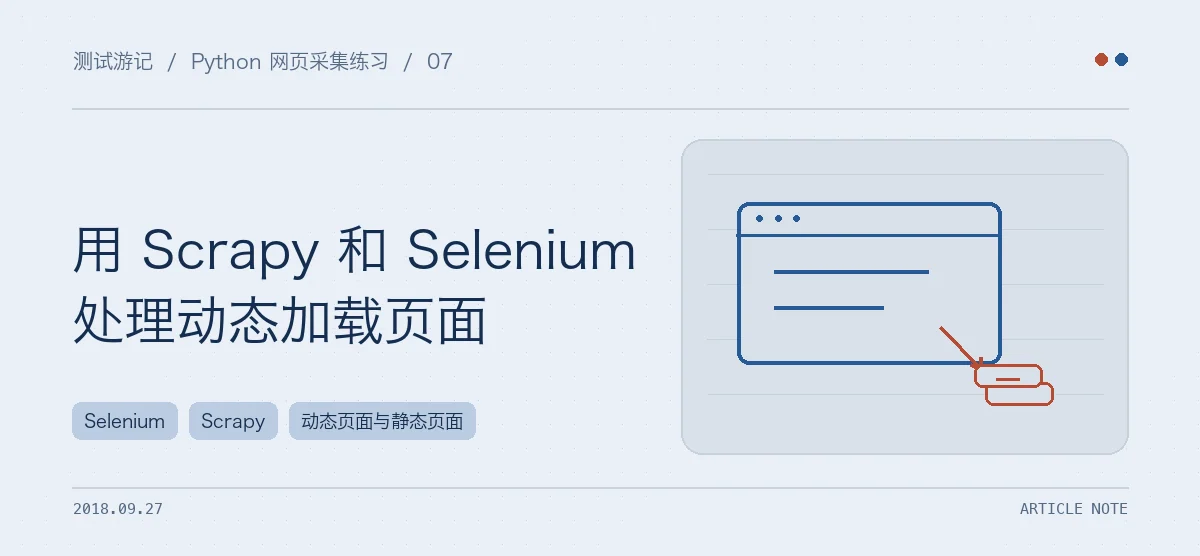 测试游记 / Python 网页采集练习 / 07
用 Scrapy 和 Selenium
处理动态加载页面
Selenium Scrapy 动态页面与静态页面
2018.09.27 ARTICLE NOTE